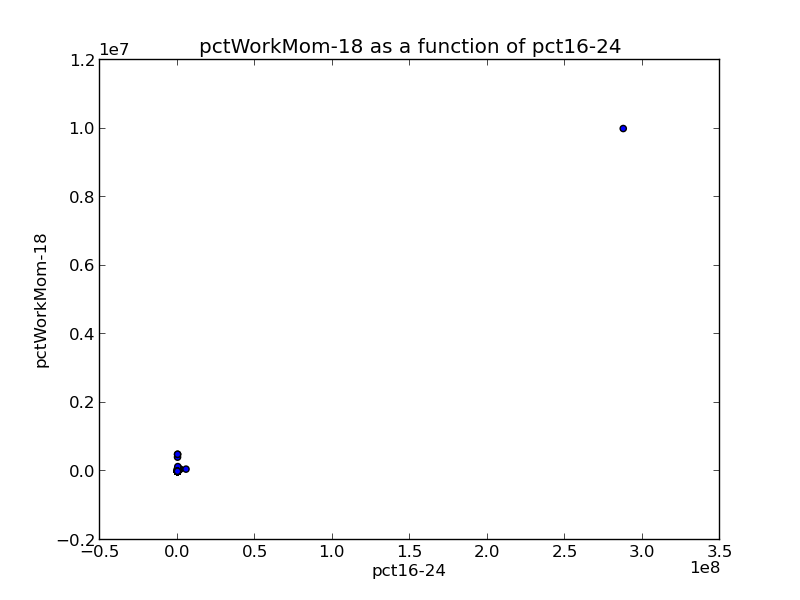 pctWorkMom-18 as a function of pct16-24
1e7
1.2
1.0
0.8
0.6
0.4
0.2
0.0
−0.2
pctWorkMom-18
−0.5 0.0 0.5 1.0 1.5 2.0 2.5 3.0 3.5
1e8
pct16-24